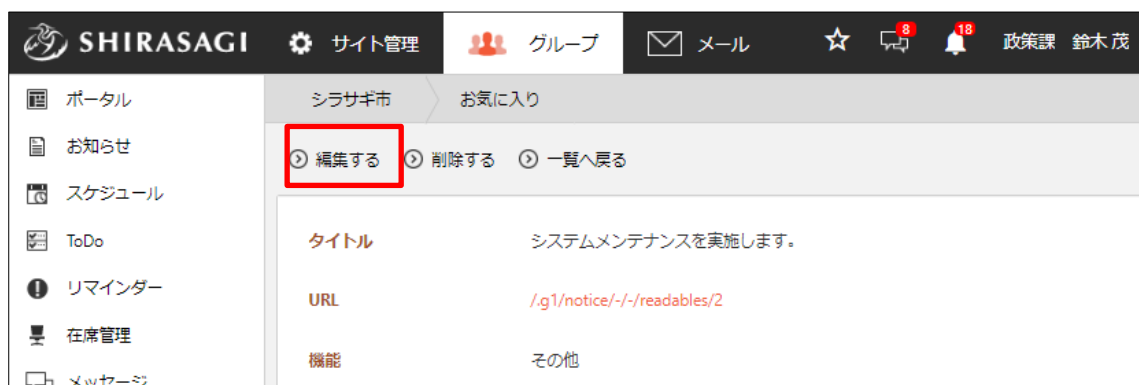 SHIRASAGI サイト管理 グループ メール 8 18 政策課 鈴木 茂
ポータル
お知らせ
スケジュール
ToDo
リマインダー
在席管理
メッセージ
シラサギ市 お気に入り
編集する 削除する 一覧へ戻る
タイトル システムメンテナンスを実施します。
URL /.g1/notice/-/-/readables/2
機能 その他